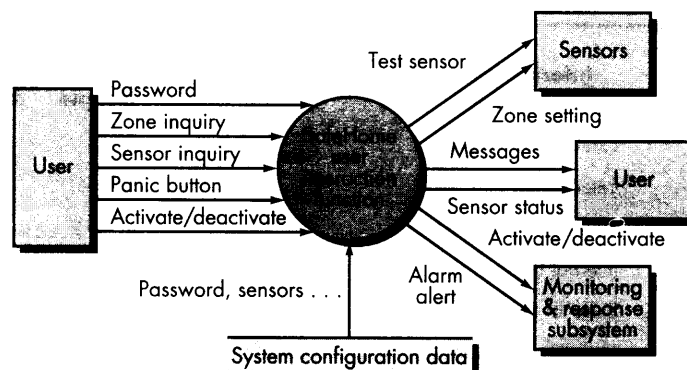 Test sensor
Sensors
Password
Zone setting
Zone inquiry
User
Sensor inquiry
Messages
User
Panic button
Sensor status
Activate/deactivate
Activate/deactivate
Password, sensors . . .
Alarm
alert
Monitoring
& response
subsystem
System configuration data
user